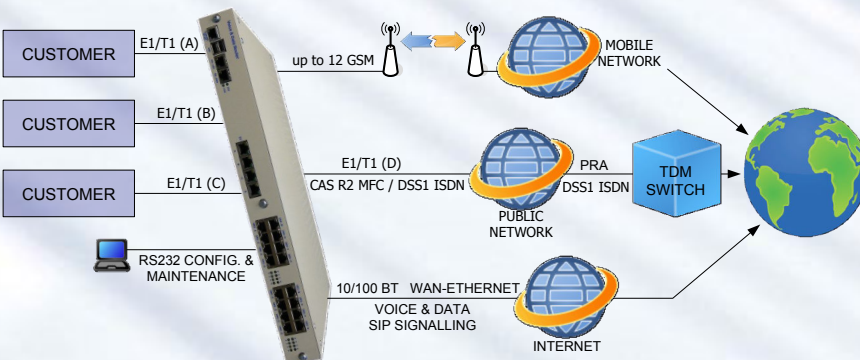 CUSTOMER
E1/T1 (A)
up to 12 GSM
MOBILE
NETWORK
CUSTOMER
E1/T1 (B)
CUSTOMER
E1/T1 (C)
E1/T1 (D)
CAS R2 MFC / DSS1 ISDN
PUBLIC
NETWORK
PRA
DSS1 ISDN
TDM
SWITCH
RS232 CONFIG. &
MAINTENANCE
10/100 BT WAN-ETHERNET
VOICE & DATA
SIP SIGNALLING
INTERNET